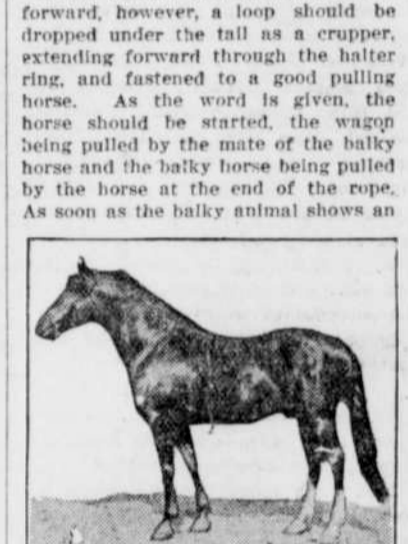 forward, however, a loop should be
dropped under the tail as a crupper,
extending forward through the halter
ring, and fastened to a good pulling
horse. As the word is given, the
horse should be started, the wagon
being pulled by the mate of the balky
horse and the balky horse being pulled
by the horse at the end of the rope.
As soon as the balky animal shows an